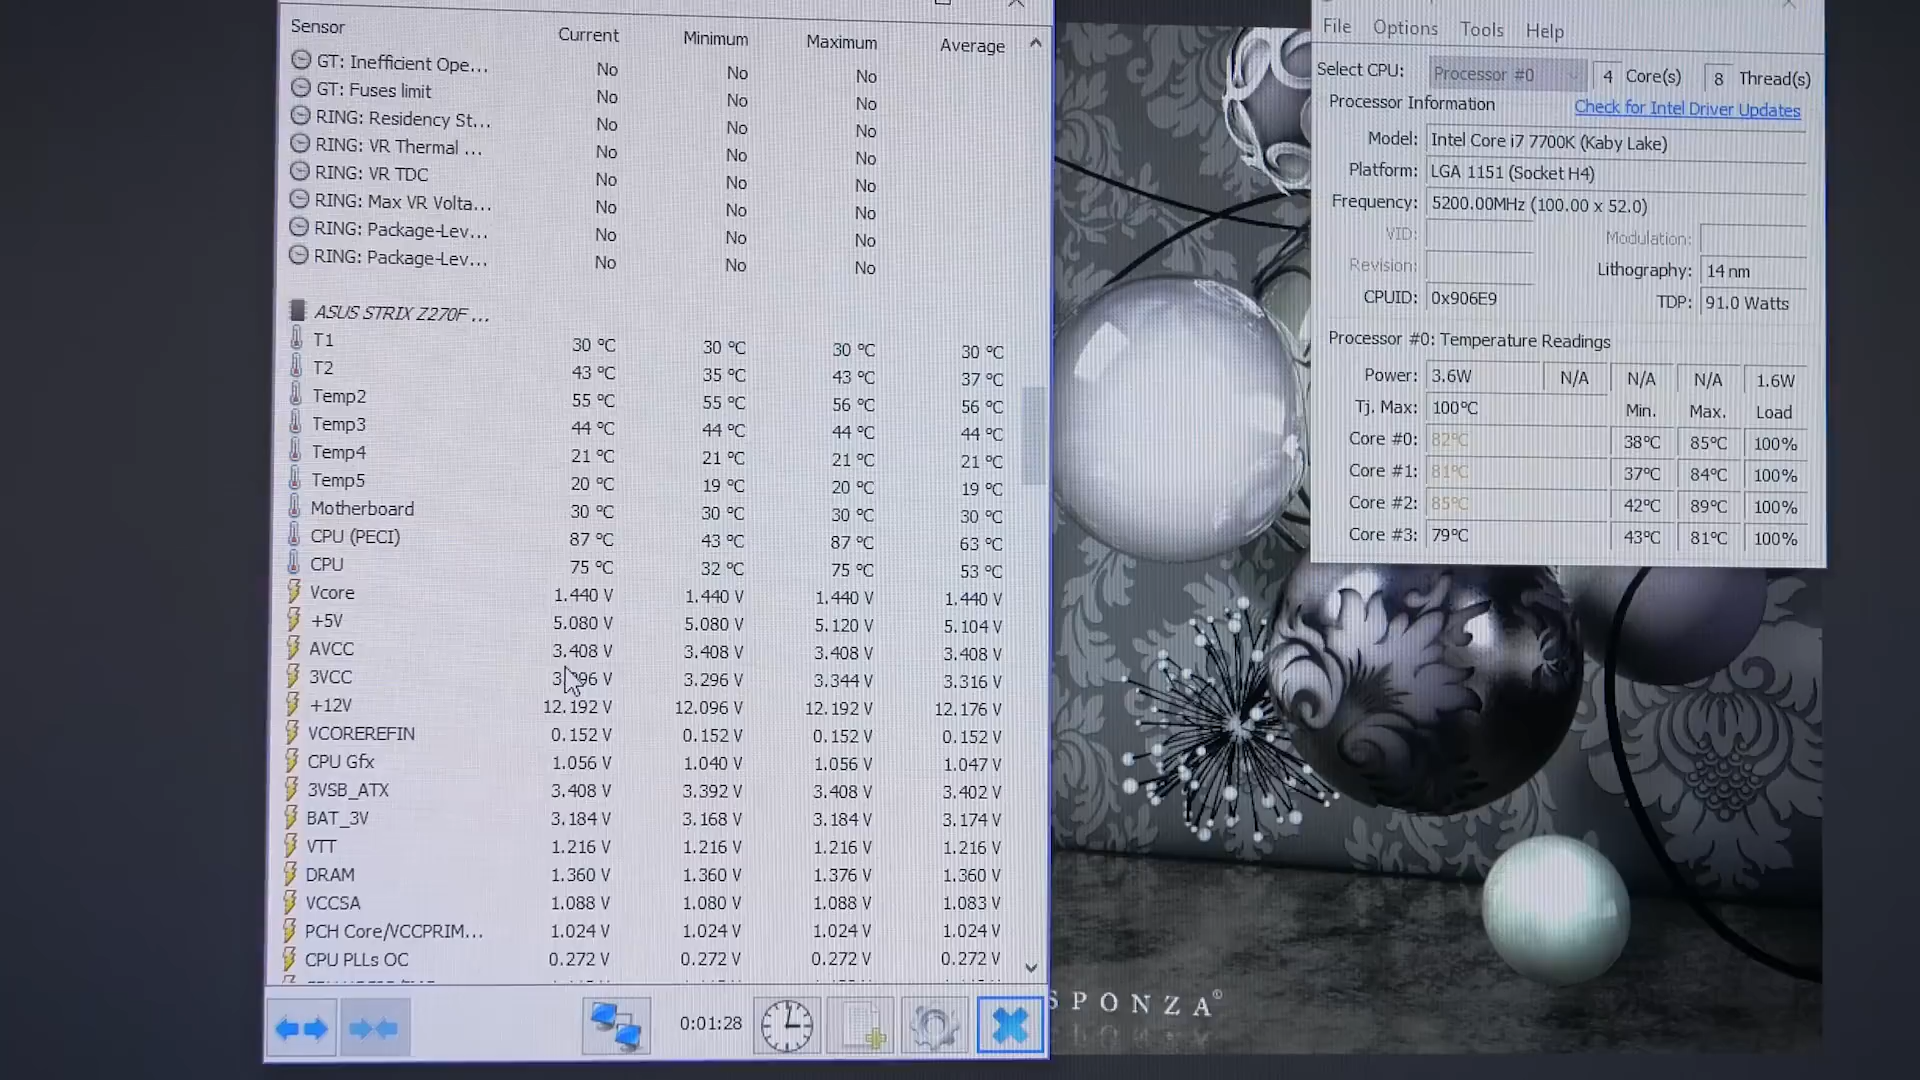 Sensor Current Minimum Maximum Average
GT: Inefficient Ope... No No No
GT: Fuses limit No No No
RING: Residency St... No No No
RING: VR Thermal ... No No No
RING: VR TDC No No No
RING: Max VR Volta... No No No
RING: Package-Lev... No No No
RING: Package-Lev... No No No
ASUS STRIX Z270F ...
T1 30 °C 30 °C 30 °C 30 °C
T2 43 °C 35 °C 43 °C 37 °C
Temp2 55 °C 55 °C 56 °C 56 °C
Temp3 44 °C 44 °C 44 °C 44 °C
Temp4 21 °C 21 °C 21 °C 21 °C
Temp5 20 °C 19 °C 20 °C 19 °C
Motherboard 30 °C 30 °C 30 °C 30 °C
CPU (PECI) 87 °C 43 °C 87 °C 63 °C
CPU 75 °C 32 °C 75 °C 53 °C
Vcore 1.440 V 1.440 V 1.440 V 1.440 V
+5V 5.080 V 5.080 V 5.120 V 5.104 V
AVCC 3.408 V 3.408 V 3.408 V 3.408 V
3VCC 3.296 V 3.296 V 3.344 V 3.316 V
+12V 12.192 V 12.096 V 12.192 V 12.176 V
VCOREREFIN 0.152 V 0.152 V 0.152 V 0.152 V
CPU Gfx 1.056 V 1.040 V 1.056 V 1.047 V
3VSB_ATX 3.408 V 3.392 V 3.408 V 3.402 V
BAT_3V 3.184 V 3.168 V 3.184 V 3.174 V
VTT 1.216 V 1.216 V 1.216 V 1.216 V
DRAM 1.360 V 1.360 V 1.376 V 1.360 V
VCCSA 1.088 V 1.080 V 1.088 V 1.083 V
PCH Core/VCCPRIM... 1.024 V 1.024 V 1.024 V 1.024 V
CPU PLLs OC 0.272 V 0.272 V 0.272 V 0.272 V
0:01:28
File Options Tools Help
Select CPU: Processor #0 4 Core(s) 8 Thread(s)
Processor Information Check for Intel Driver Updates
Model: Intel Core i7 7700K (Kaby Lake)
Platform: LGA 1151 (Socket H4)
Frequency: 5200.00MHz (100.00 x 52.0)
VID: Modulation:
Revision: Lithography: 14 nm
CPUID: 0x906E9 TDP: 91.0 Watts
Processor #0: Temperature Readings
Power: 3.6W N/A N/A N/A 1.6W
Tj. Max: 100°C Min. Max. Load
Core #0: 82°C 38°C 85°C 100%
Core #1: 81°C 37°C 84°C 100%
Core #2: 85°C 42°C 89°C 100%
Core #3: 79°C 43°C 81°C 100%
SPONZA©